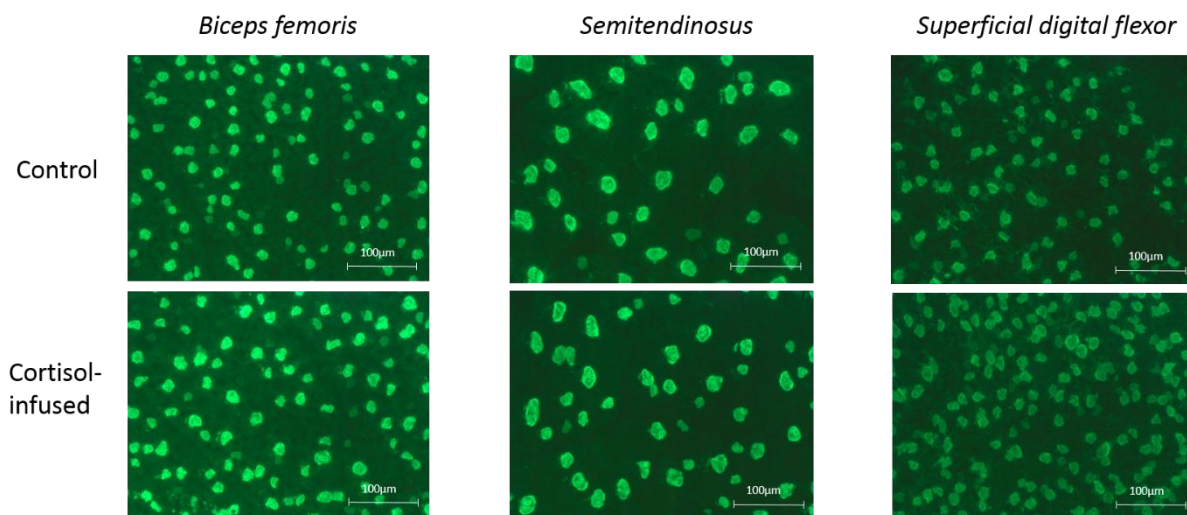 Biceps femoris
Semitendinosus
Superficial digital flexor
Control
100µm
100µm
100µm
Cortisol-
infused
100µm
100µm
100µm